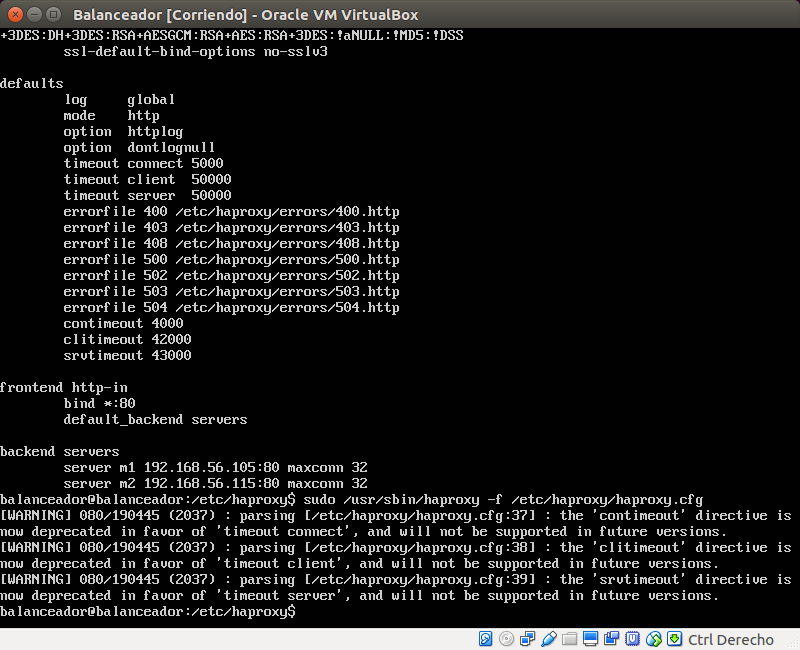 Balanceador [Corriendo] - Oracle VM VirtualBox
+3DES:DH+3DES:RSA+AESGCM:RSA+AES:RSA+3DES:!aNULL:!MD5:!DSS
        ssl-default-bind-options no-sslv3
defaults
        log     global
        mode    http
        option  httplog
        option  dontlognull
        timeout connect 5000
        timeout client  50000
        timeout server  50000
        errorfile 400 /etc/haproxy/errors/400.http
        errorfile 403 /etc/haproxy/errors/403.http
        errorfile 408 /etc/haproxy/errors/408.http
        errorfile 500 /etc/haproxy/errors/500.http
        errorfile 502 /etc/haproxy/errors/502.http
        errorfile 503 /etc/haproxy/errors/503.http
        errorfile 504 /etc/haproxy/errors/504.http
        contimeout 4000
        clitimeout 42000
        srvtimeout 43000
frontend http-in
        bind *:80
        default_backend servers
backend servers
        server m1 192.168.56.105:80 maxconn 32
        server m2 192.168.56.115:80 maxconn 32
balanceador@balanceador:/etc/haproxy$ sudo /usr/sbin/haproxy -f /etc/haproxy/haproxy.cfg
[WARNING] 080/190445 (2037) : parsing [/etc/haproxy/haproxy.cfg:37] : the 'contimeout' directive is
now deprecated in favor of 'timeout connect', and will not be supported in future versions.
[WARNING] 080/190445 (2037) : parsing [/etc/haproxy/haproxy.cfg:38] : the 'clitimeout' directive is
now deprecated in favor of 'timeout client', and will not be supported in future versions.
[WARNING] 080/190445 (2037) : parsing [/etc/haproxy/haproxy.cfg:39] : the 'srvtimeout' directive is
now deprecated in favor of 'timeout server', and will not be supported in future versions.
balanceador@balanceador:/etc/haproxy$
Ctrl Derecho